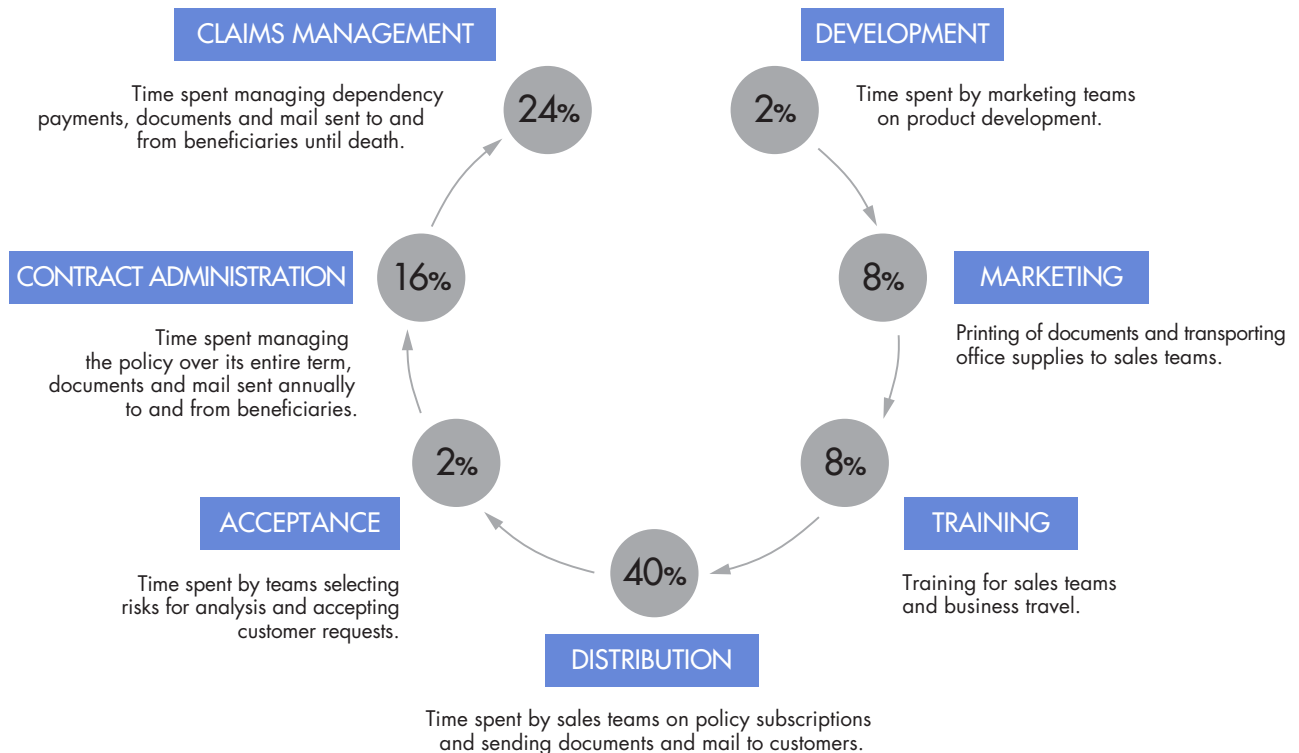 DEVELOPMENT
2%
Time spent by marketing teams
on product development.
MARKETING
8%
Printing of documents and transporting
office supplies to sales teams.
TRAINING
8%
Training for sales teams
and business travel.
DISTRIBUTION
40%
Time spent by sales teams on policy subscriptions
and sending documents and mail to customers.
ACCEPTANCE
2%
Time spent by teams selecting
risks for analysis and accepting
customer requests.
CONTRACT ADMINISTRATION
16%
Time spent managing
the policy over its entire term,
documents and mail sent annually
to and from beneficiaries.
CLAIMS MANAGEMENT
24%
Time spent managing dependency
payments, documents and mail sent to and
from beneficiaries until death.